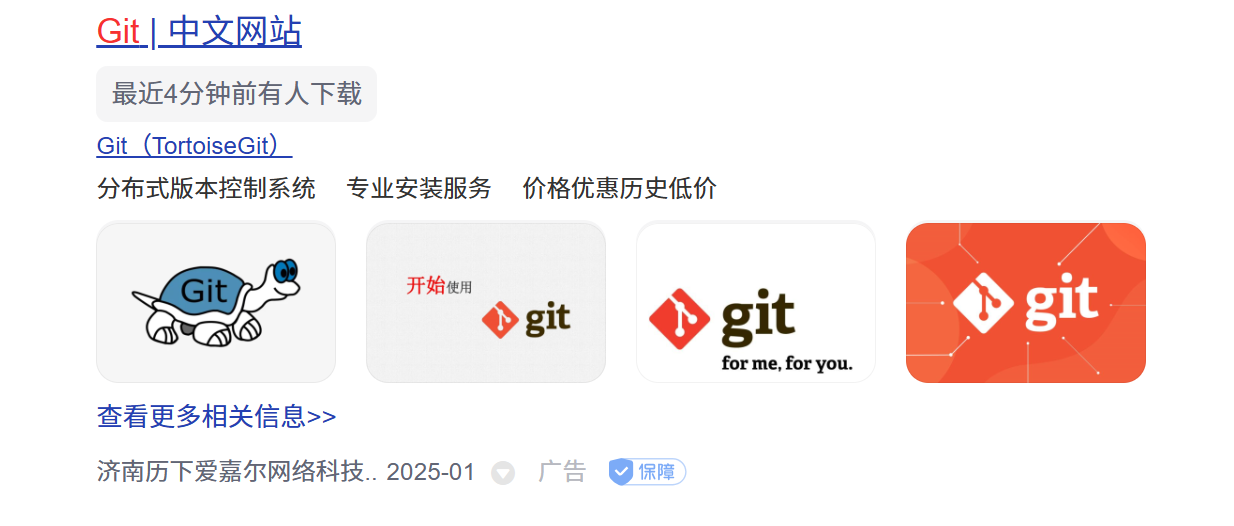 Git | 中文网站
最近4分钟前有人下载
Git（TortoiseGit）
分布式版本控制系统 专业安装服务 价格优惠历史低价
Git
开始使用
git
git
for me, for you.
git
查看更多相关信息>>
济南历下爱嘉尔网络科技.. 2025-01 广告 保障